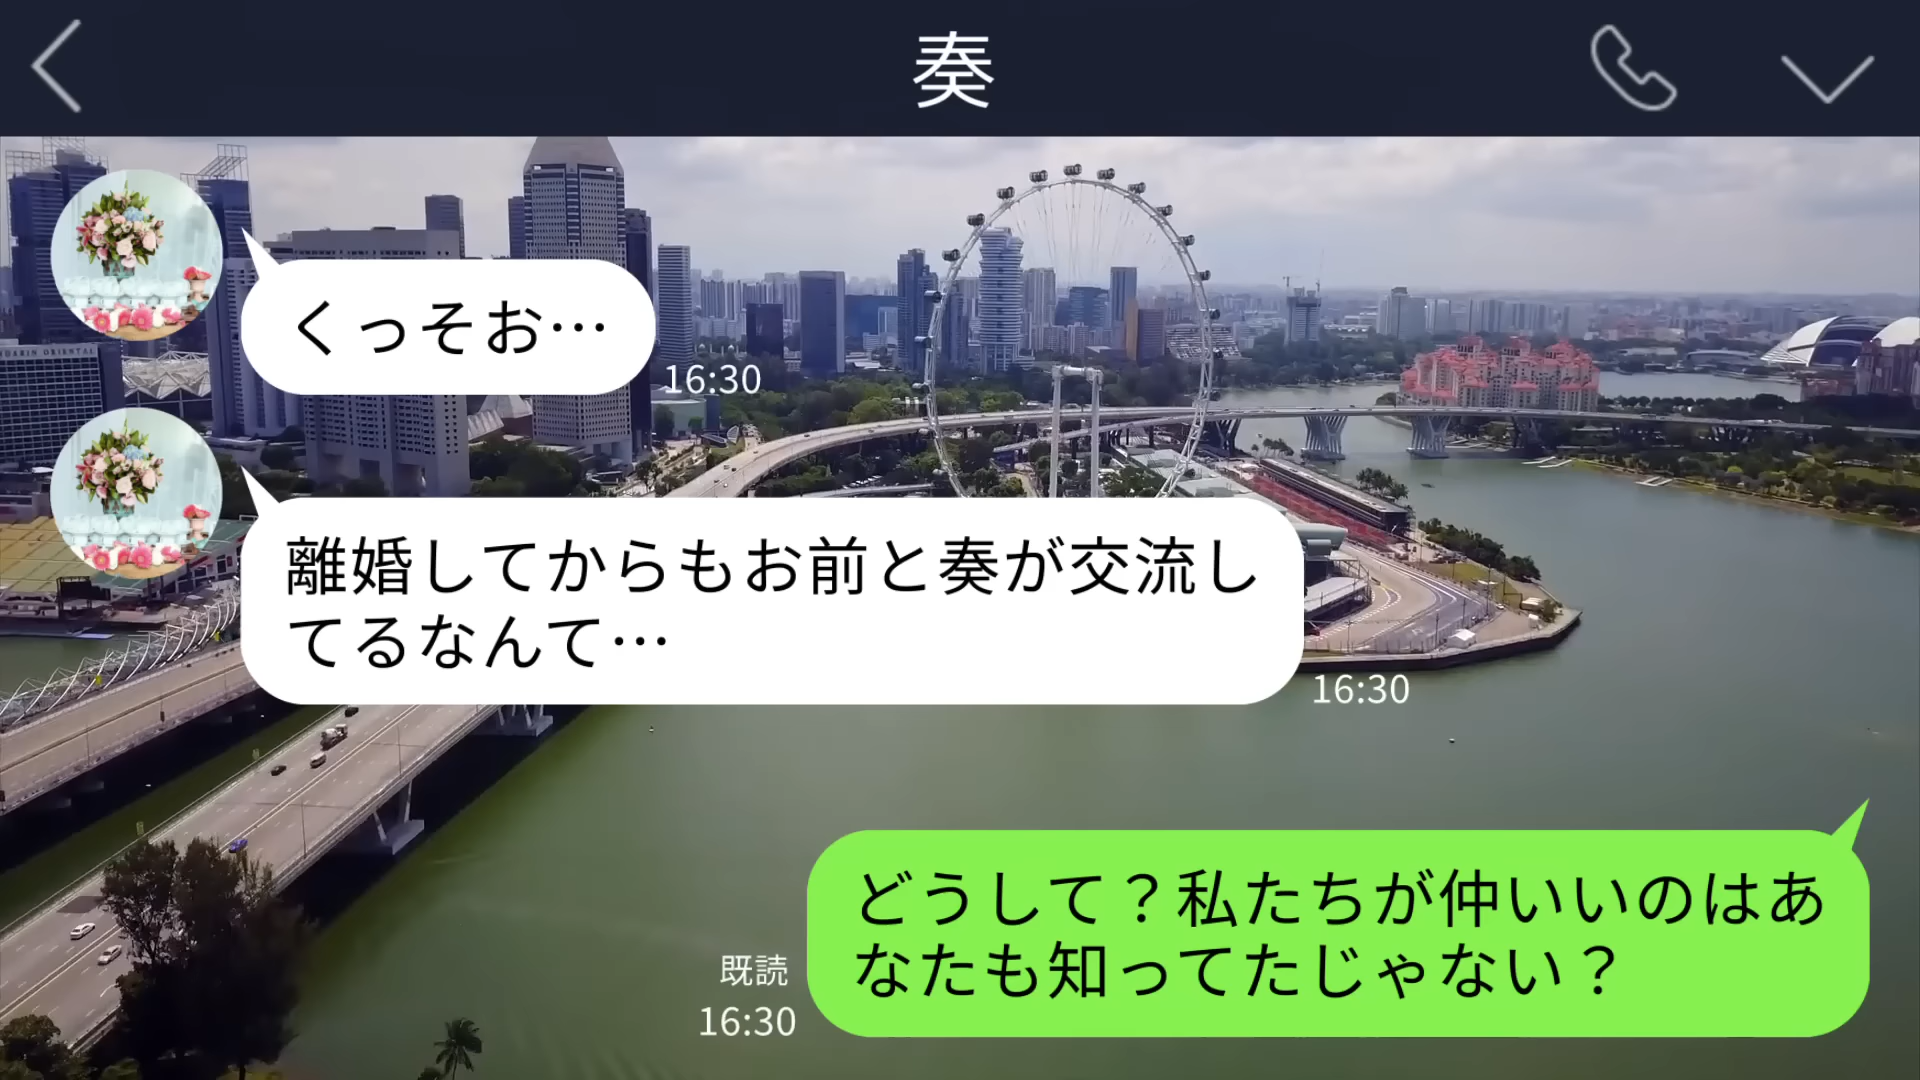 奏
くっそお…
16:30
離婚してからもお前と奏が交流し
てるなんて…
16:30
どうして？私たちが仲いいのはあ
なたも知ってたじゃない？
既読
16:30